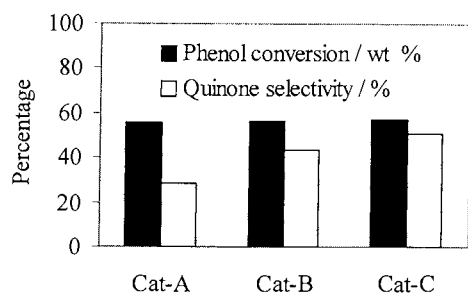 100
80
60
40
20
0
Percentage
Phenol conversion / wt %
Quinone selectivity / %
Cat-A Cat-B Cat-C